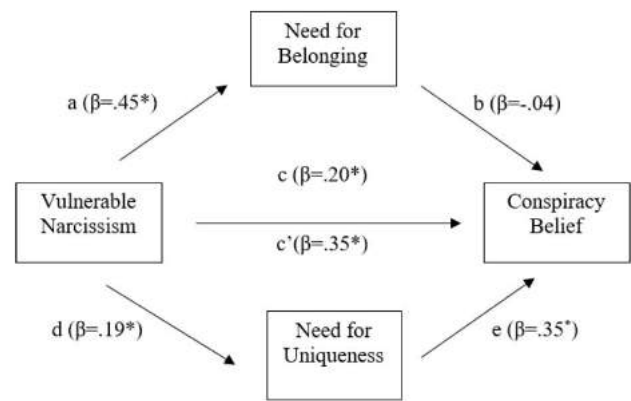 Need for
Belonging
a (β=.45*)
b (β=-.04)
c (β=.20*)
Vulnerable
Narcissism
Conspiracy
Belief
c’(β=.35*)
d (β=.19*)
Need for
Uniqueness
e (β=.35*)